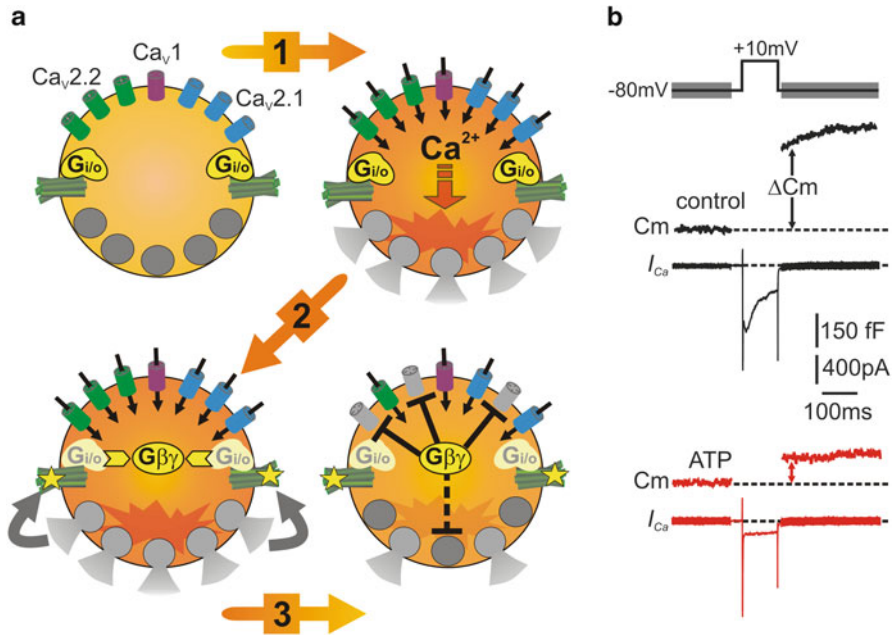 a
1
Caᵥ2.2
Caᵥ1
Caᵥ2.1
Gi/o
Gi/o
Ca²⁺
Gi/o
Gi/o
2
Gi/o
Gβγ
Gi/o
Gi/o
Gβγ
Gi/o
3
b
+10mV
-80mV
control
ΔCm
Cm
ICa
150 fF
400pA
100ms
ATP
Cm
ICa